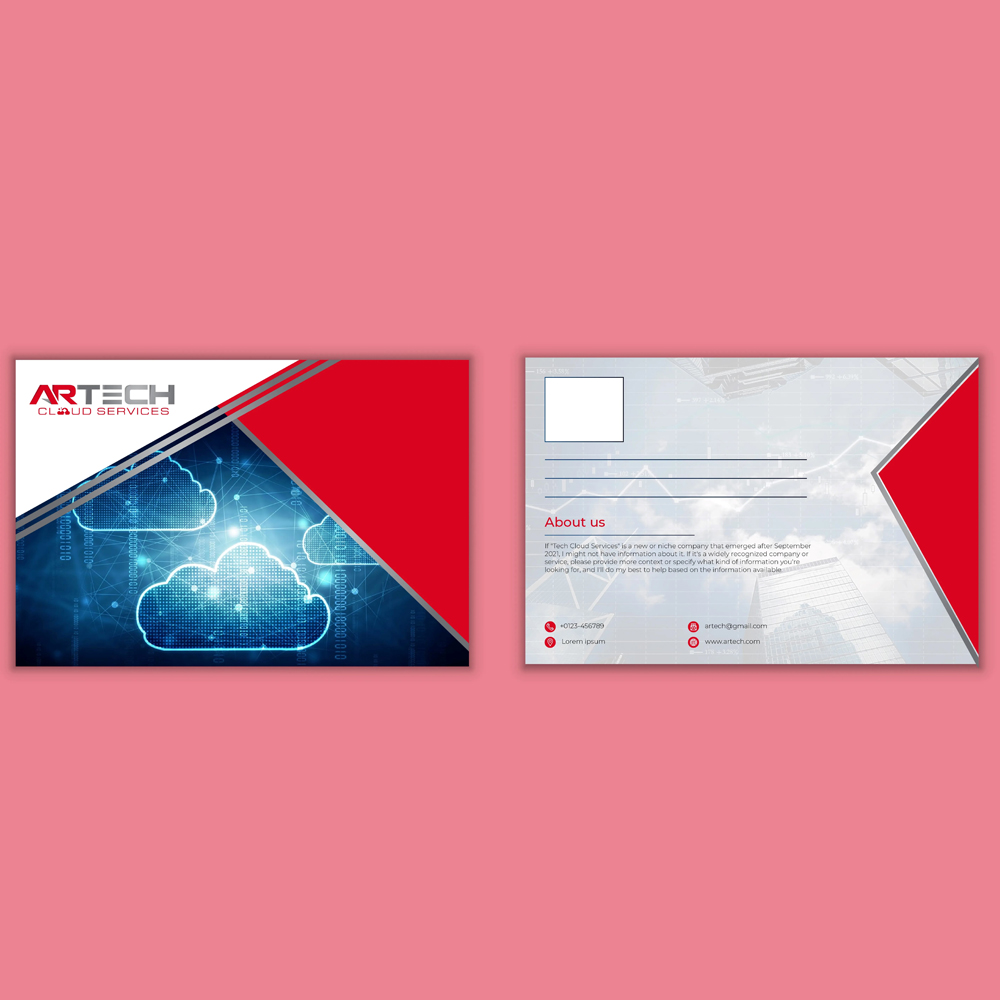 ARTECH
CLOUD SERVICES
About us
If "Tech Cloud Services" is a new or niche company that emerged after September
2021, I might not have information about it. If it's a widely recognized company or
service, please provide more context or specify what kind of information you're
looking for, and I'll do my best to help based on the information available.
+0123-456789
artech@gmail.com
Lorem ipsum
www.artech.com